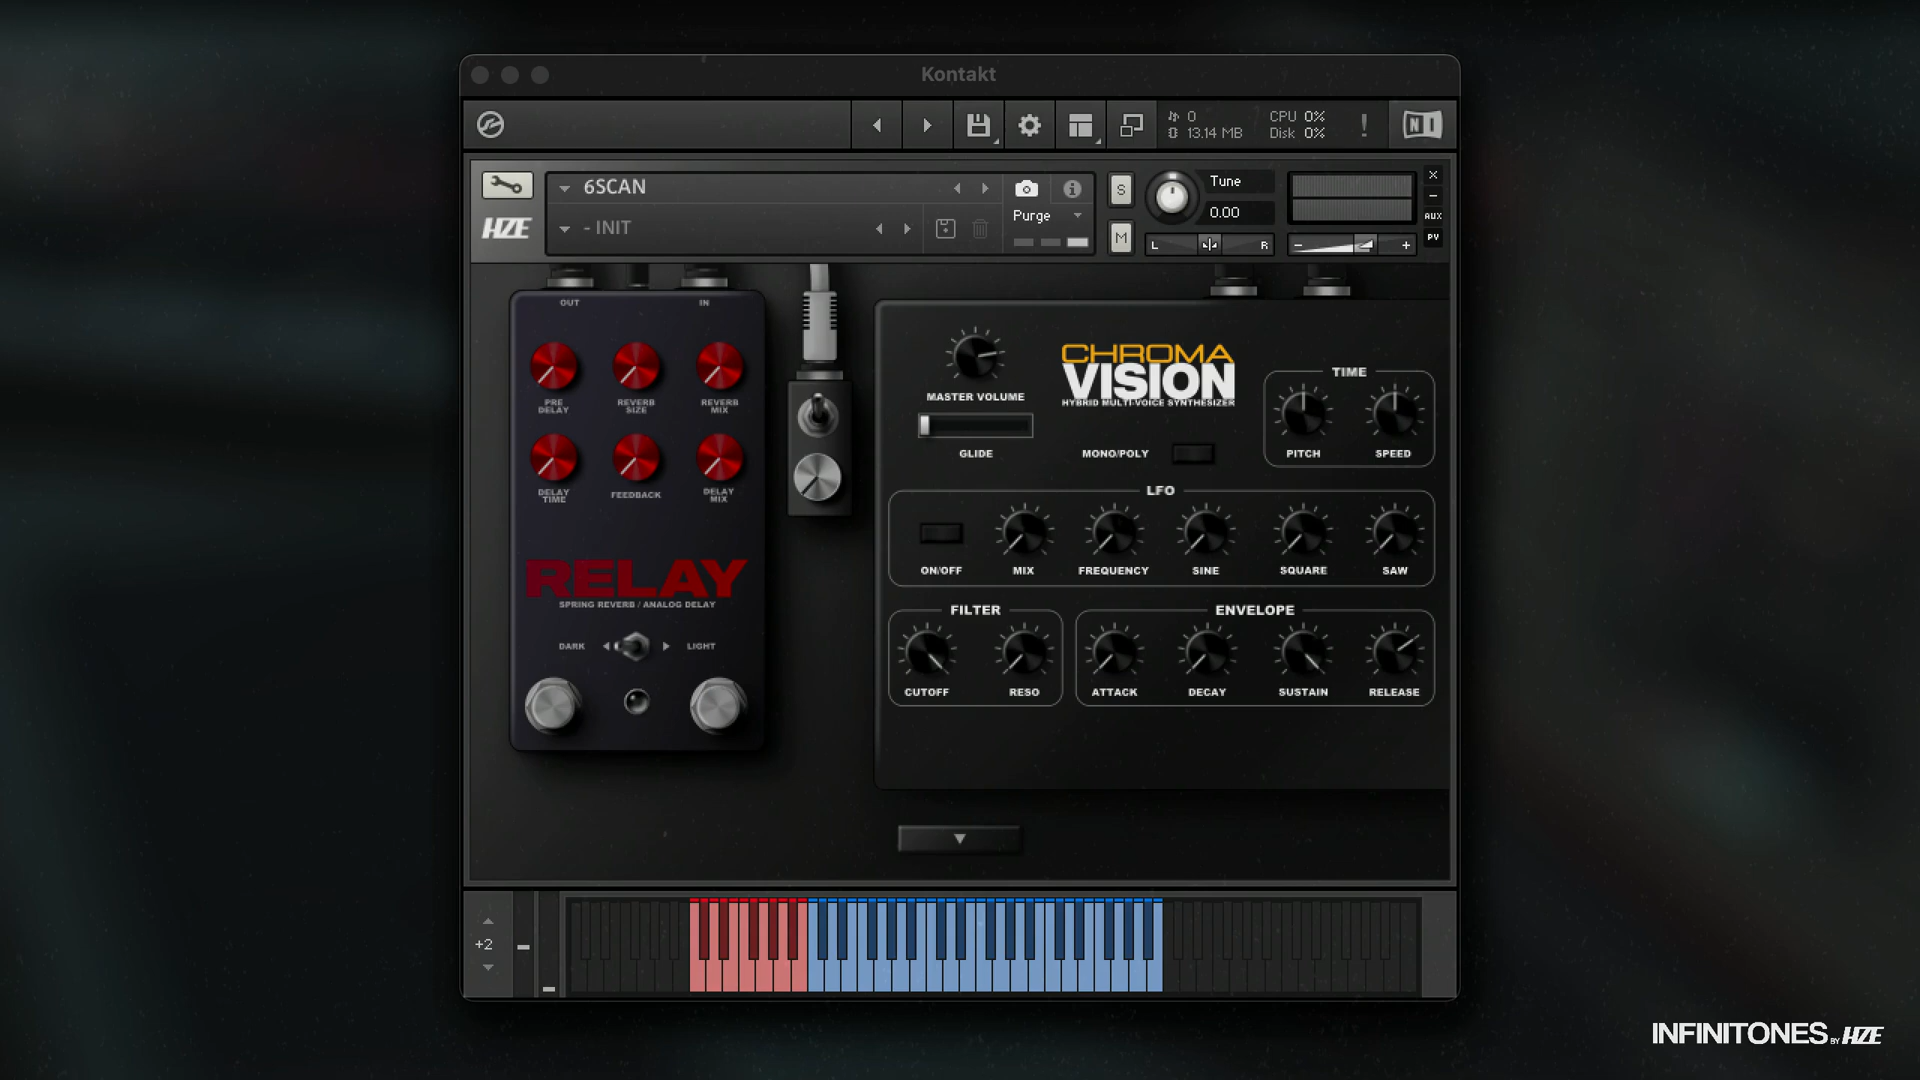 Kontakt
0
13.14 MB
CPU 0%
Disk 0%
!
NI
6SCAN
HZE
- INIT
Purge
S
M
Tune
0.00
L
R
- +
×
-
AUX
PV
OUT
IN
PRE DELAY
REVERB SIZE
REVERB MIX
DELAY TIME
FEEDBACK
DELAY MIX
RELAY
SPRING REVERB / ANALOG DELAY
DARK
LIGHT
MASTER VOLUME
CHROMA
VISION
HYBRID MULTI-VOICE SYNTHESIZER
GLIDE
MONO/POLY
TIME
PITCH
SPEED
LFO
ON/OFF
MIX
FREQUENCY
SINE
SQUARE
SAW
FILTER
CUTOFF
RESO
ENVELOPE
ATTACK
DECAY
SUSTAIN
RELEASE
+2
INFINITONES BY HZE